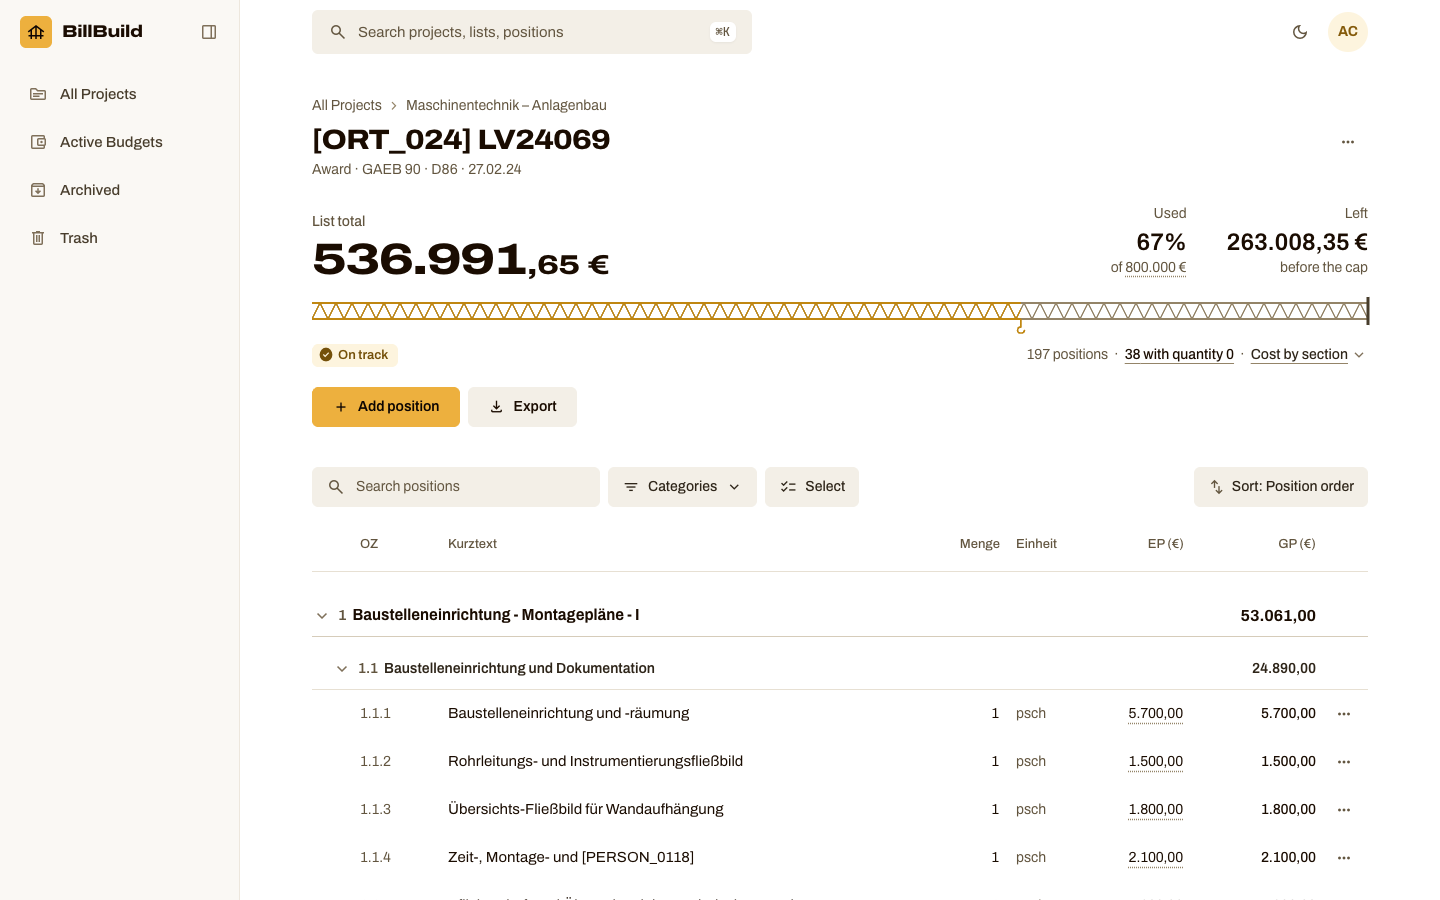 BillBuild
Search projects, lists, positions
⌘K
AC
All Projects
Active Budgets
Archived
Trash
All Projects > Maschinentechnik – Anlagenbau
[ORT_024] LV24069
Award · GAEB 90 · D86 · 27.02.24
List total
536.991,65 €
Used
67%
of 800.000 €
Left
263.008,35 €
before the cap
On track
197 positions · 38 with quantity 0 · Cost by section
Add position
Export
Search positions
Categories
Select
Sort: Position order
OZ Kurztext Menge Einheit EP (€) GP (€)
1 Baustelleneinrichtung - Montagepläne - I 53.061,00
1.1 Baustelleneinrichtung und Dokumentation 24.890,00
1.1.1 Baustelleneinrichtung und -räumung 1 psch 5.700,00 5.700,00
1.1.2 Rohrleitungs- und Instrumentierungsfließbild 1 psch 1.500,00 1.500,00
1.1.3 Übersichts-Fließbild für Wandaufhängung 1 psch 1.800,00 1.800,00
1.1.4 Zeit-, Montage- und [PERSON_0118] 1 psch 2.100,00 2.100,00